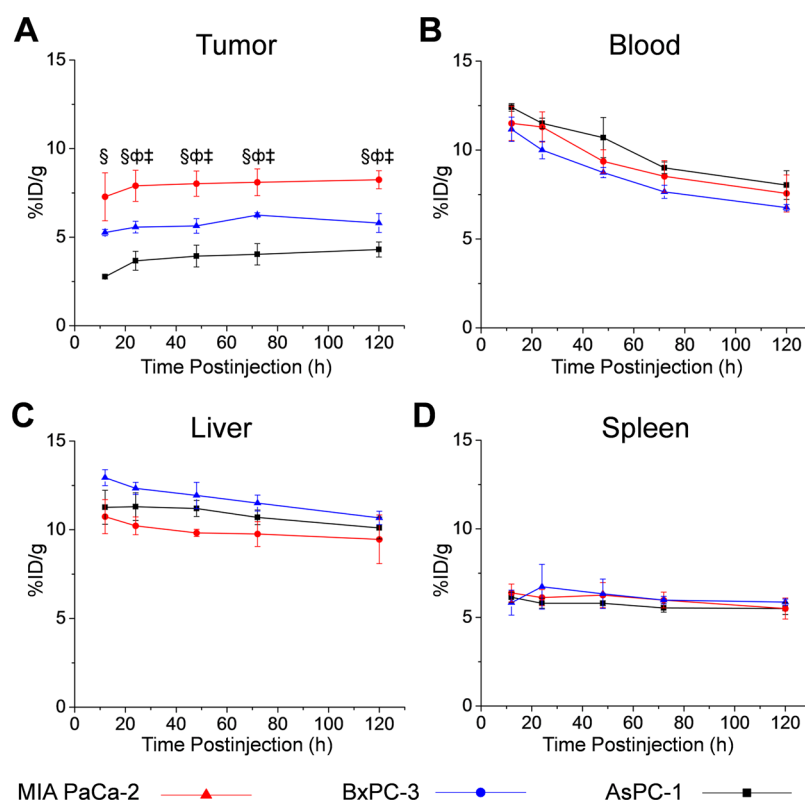 A
Tumor
%ID/g
15
10
5
0
§ §ф‡ §ф‡ §ф‡ §ф‡
0 20 40 60 80 100 120
Time Postinjection (h)
B
Blood
%ID/g
15
10
5
0
0 20 40 60 80 100 120
Time Postinjection (h)
C
Liver
%ID/g
15
10
5
0
0 20 40 60 80 100 120
Time Postinjection (h)
D
Spleen
%ID/g
15
10
5
0
0 20 40 60 80 100 120
Time Postinjection (h)
MIA PaCa-2 BxPC-3 AsPC-1